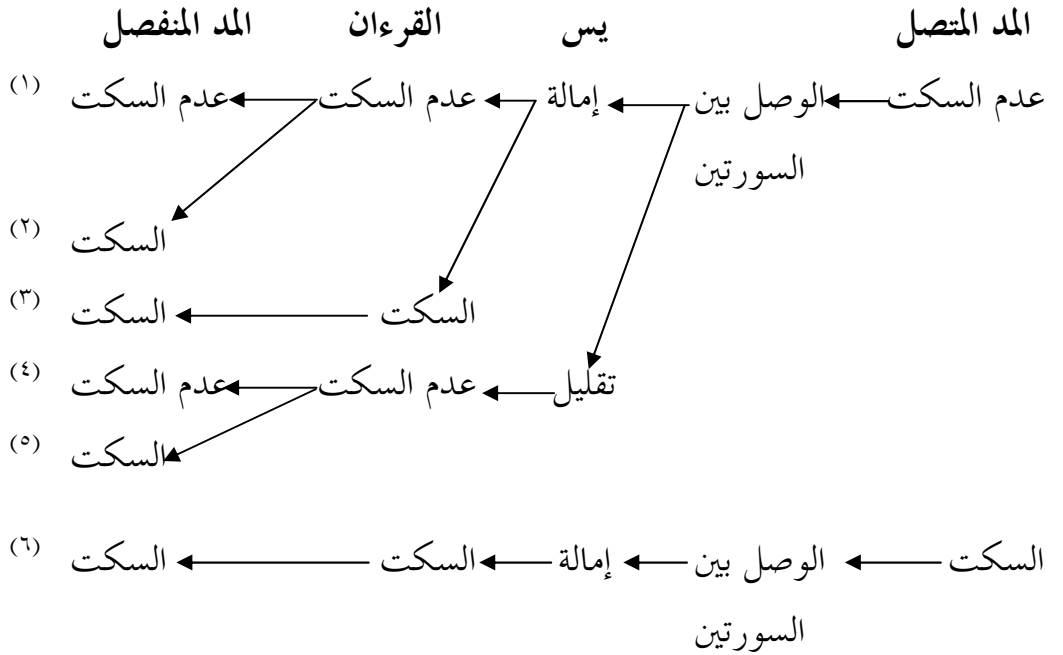 المد المتصل يس القرءان المد المنفصل
عدم السكت الوصل بين إمالة عدم السكت عدم السكت (١)
السورتين
السكت (٢)
السكت السكت (٣)
تقليل عدم السكت عدم السكت (٤)
السكت (٥)
السكت الوصل بين إمالة السكت السكت (٦)
السورتين